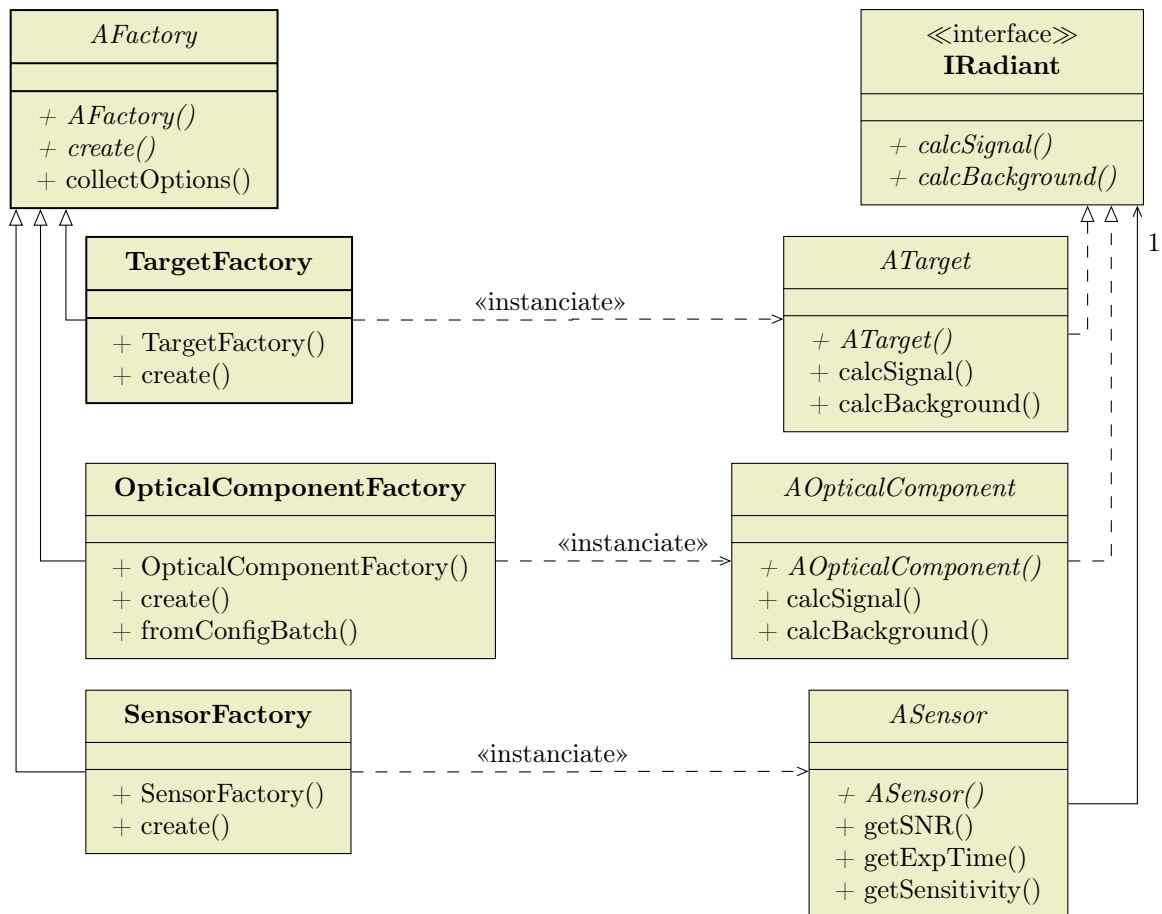 AFactory
+ AFactory()
+ create()
+ collectOptions()
≪interface≫
IRadiant
+ calcSignal()
+ calcBackground()
1
TargetFactory
+ TargetFactory()
+ create()
«instanciate»
ATarget
+ ATarget()
+ calcSignal()
+ calcBackground()
OpticalComponentFactory
+ OpticalComponentFactory()
+ create()
+ fromConfigBatch()
«instanciate»
AOpticalComponent
+ AOpticalComponent()
+ calcSignal()
+ calcBackground()
SensorFactory
+ SensorFactory()
+ create()
«instanciate»
ASensor
+ ASensor()
+ getSNR()
+ getExpTime()
+ getSensitivity()